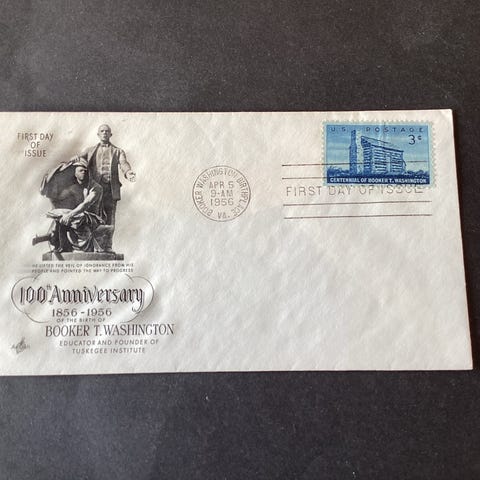 FIRST DAY
OF
ISSUE
HE LIFTED THE VEIL OF IGNORANCE FROM HIS
PEOPLE AND POINTED THE WAY TO PROGRESS
100th Anniversary
1856-1956
OF THE BIRTH OF
BOOKER T. WASHINGTON
EDUCATOR AND FOUNDER OF
TUSKEGEE INSTITUTE
BOOKER WASHINGTON BIRTHPLACE
APR 5
9-AM
1956
VA.
U.S. POSTAGE
3¢
CENTENNIAL OF BOOKER T. WASHINGTON
FIRST DAY OF ISSUE